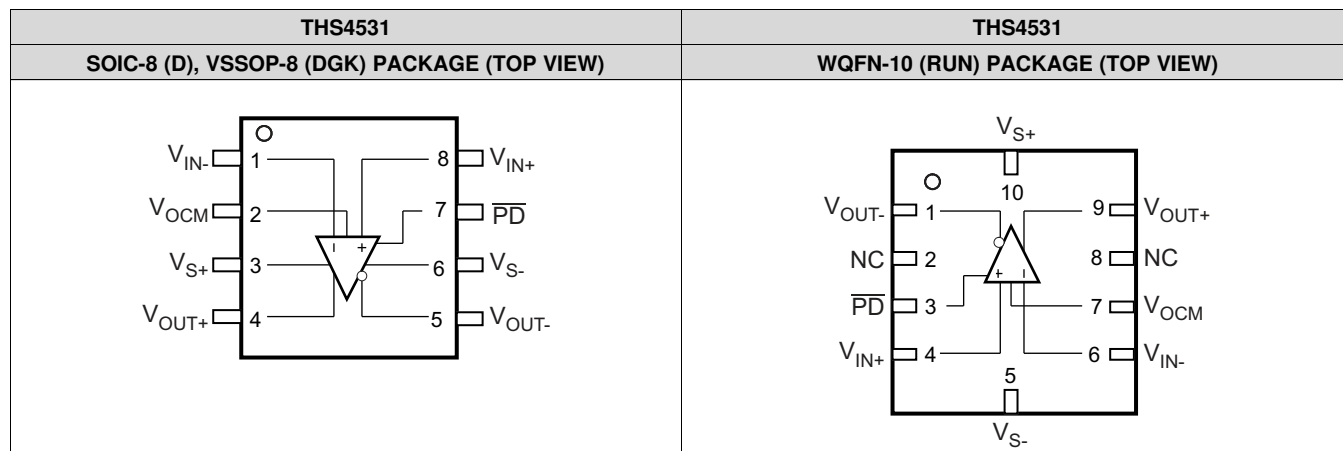 THS4531
THS4531
SOIC-8 (D), VSSOP-8 (DGK) PACKAGE (TOP VIEW)
WQFN-10 (RUN) PACKAGE (TOP VIEW)
VIN- 1 8 VIN+
VOCM 2 7 PD
VS+ 3 6 VS-
VOUT+ 4 5 VOUT-
− +
VS+
10
VOUT- 1 9 VOUT+
NC 2 8 NC
+ −
PD 3 7 VOCM
VIN+ 4 6 VIN-
5
VS-